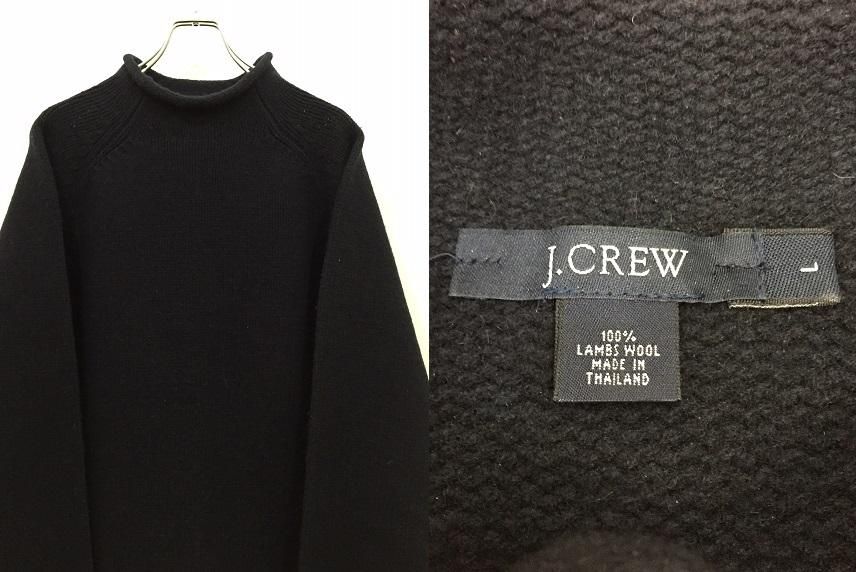 J.CREW
L
100%
LAMBS WOOL
MADE IN
THAILAND